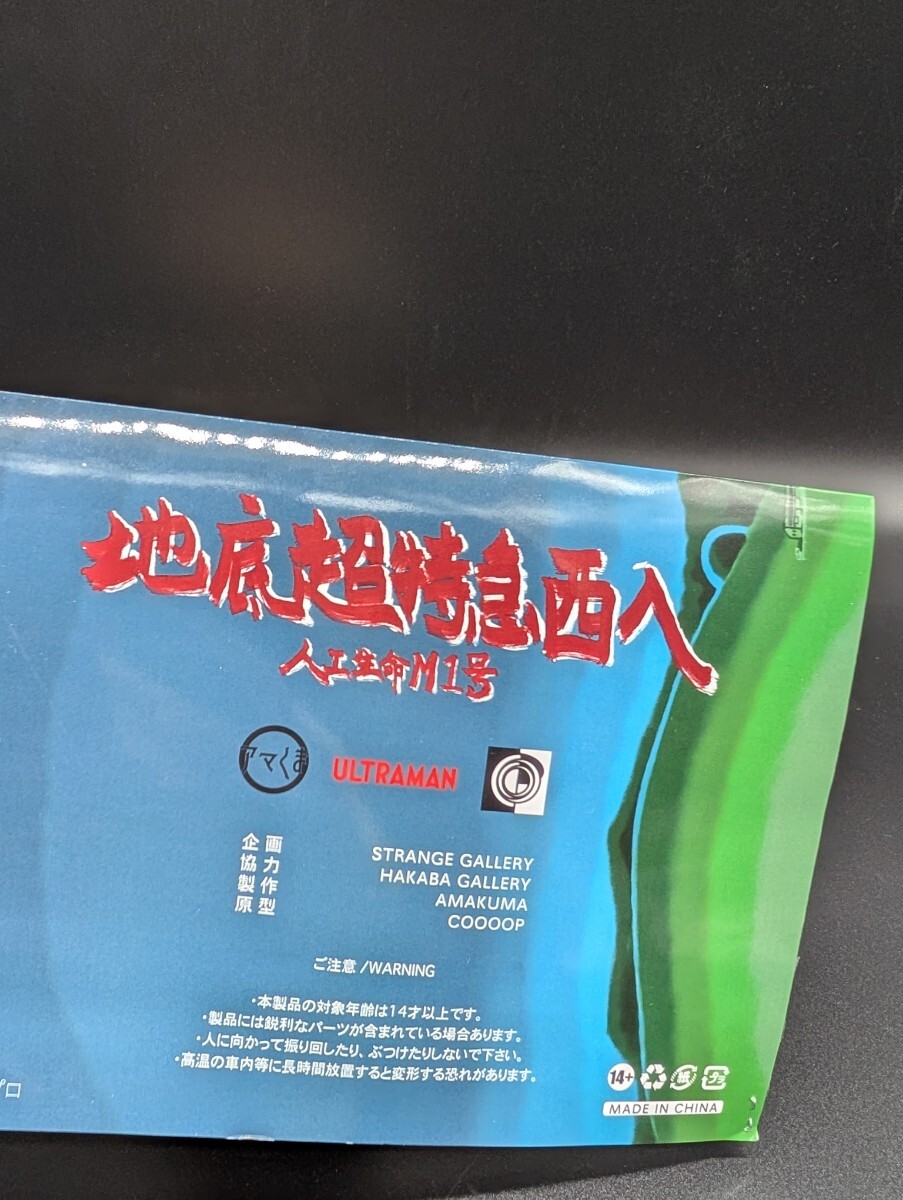 地底超特急西へ
人工生命M1号
アマくま
ULTRAMAN
企画 STRANGE GALLERY
協力 HAKABA GALLERY
製作 AMAKUMA
原型 COOOOP
ご注意/WARNING
・本製品の対象年齢は14才以上です。
・製品には鋭利なパーツが含まれている場合あります。
・人に向かって振り回したり、ぶつけたりしないで下さい。
・高温の車内等に長時間放置すると変形する恐れがあります。
プロ
14+ 紙 プラ
MADE IN CHINA